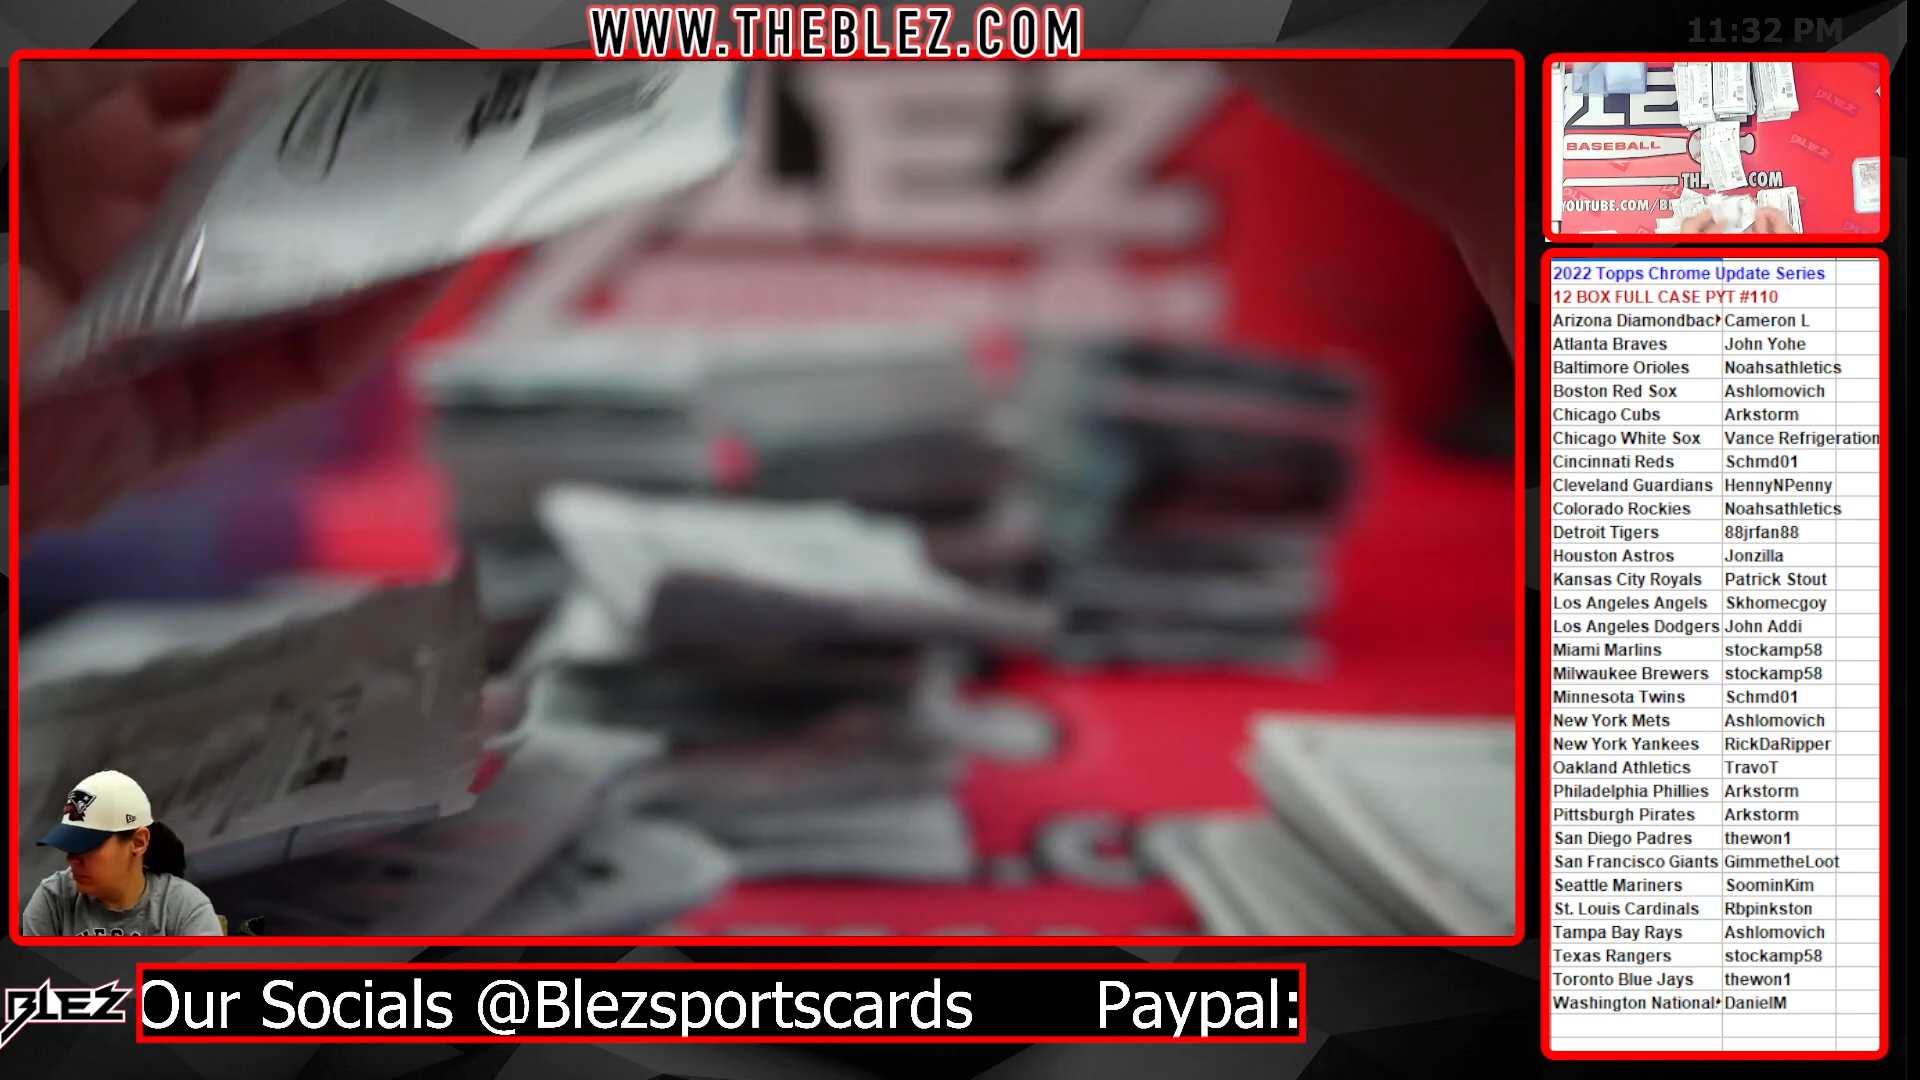 WWW.THEBLEZ.COM
11:32 PM
BASEBALL
YOUTUBE.COM/
2022 Topps Chrome Update Series
12 BOX FULL CASE PYT #110
Arizona Diamondbac Cameron L
Atlanta Braves John Yohe
Baltimore Orioles Noahsathletics
Boston Red Sox Ashlomovich
Chicago Cubs Arkstorm
Chicago White Sox Vance Refrigeration
Cincinnati Reds Schmd01
Cleveland Guardians HennyNPenny
Colorado Rockies Noahsathletics
Detroit Tigers 88jrfan88
Houston Astros Jonzilla
Kansas City Royals Patrick Stout
Los Angeles Angels Skhomecgoy
Los Angeles Dodgers John Addi
Miami Marlins stockamp58
Milwaukee Brewers stockamp58
Minnesota Twins Schmd01
New York Mets Ashlomovich
New York Yankees RickDaRipper
Oakland Athletics TravoT
Philadelphia Phillies Arkstorm
Pittsburgh Pirates Arkstorm
San Diego Padres thewon1
San Francisco Giants GimmetheLoot
Seattle Mariners SoominKim
St. Louis Cardinals Rbpinkston
Tampa Bay Rays Ashlomovich
Texas Rangers stockamp58
Toronto Blue Jays thewon1
Washington National DanielM
BLEZ
Our Socials @Blezsportscards Paypal: